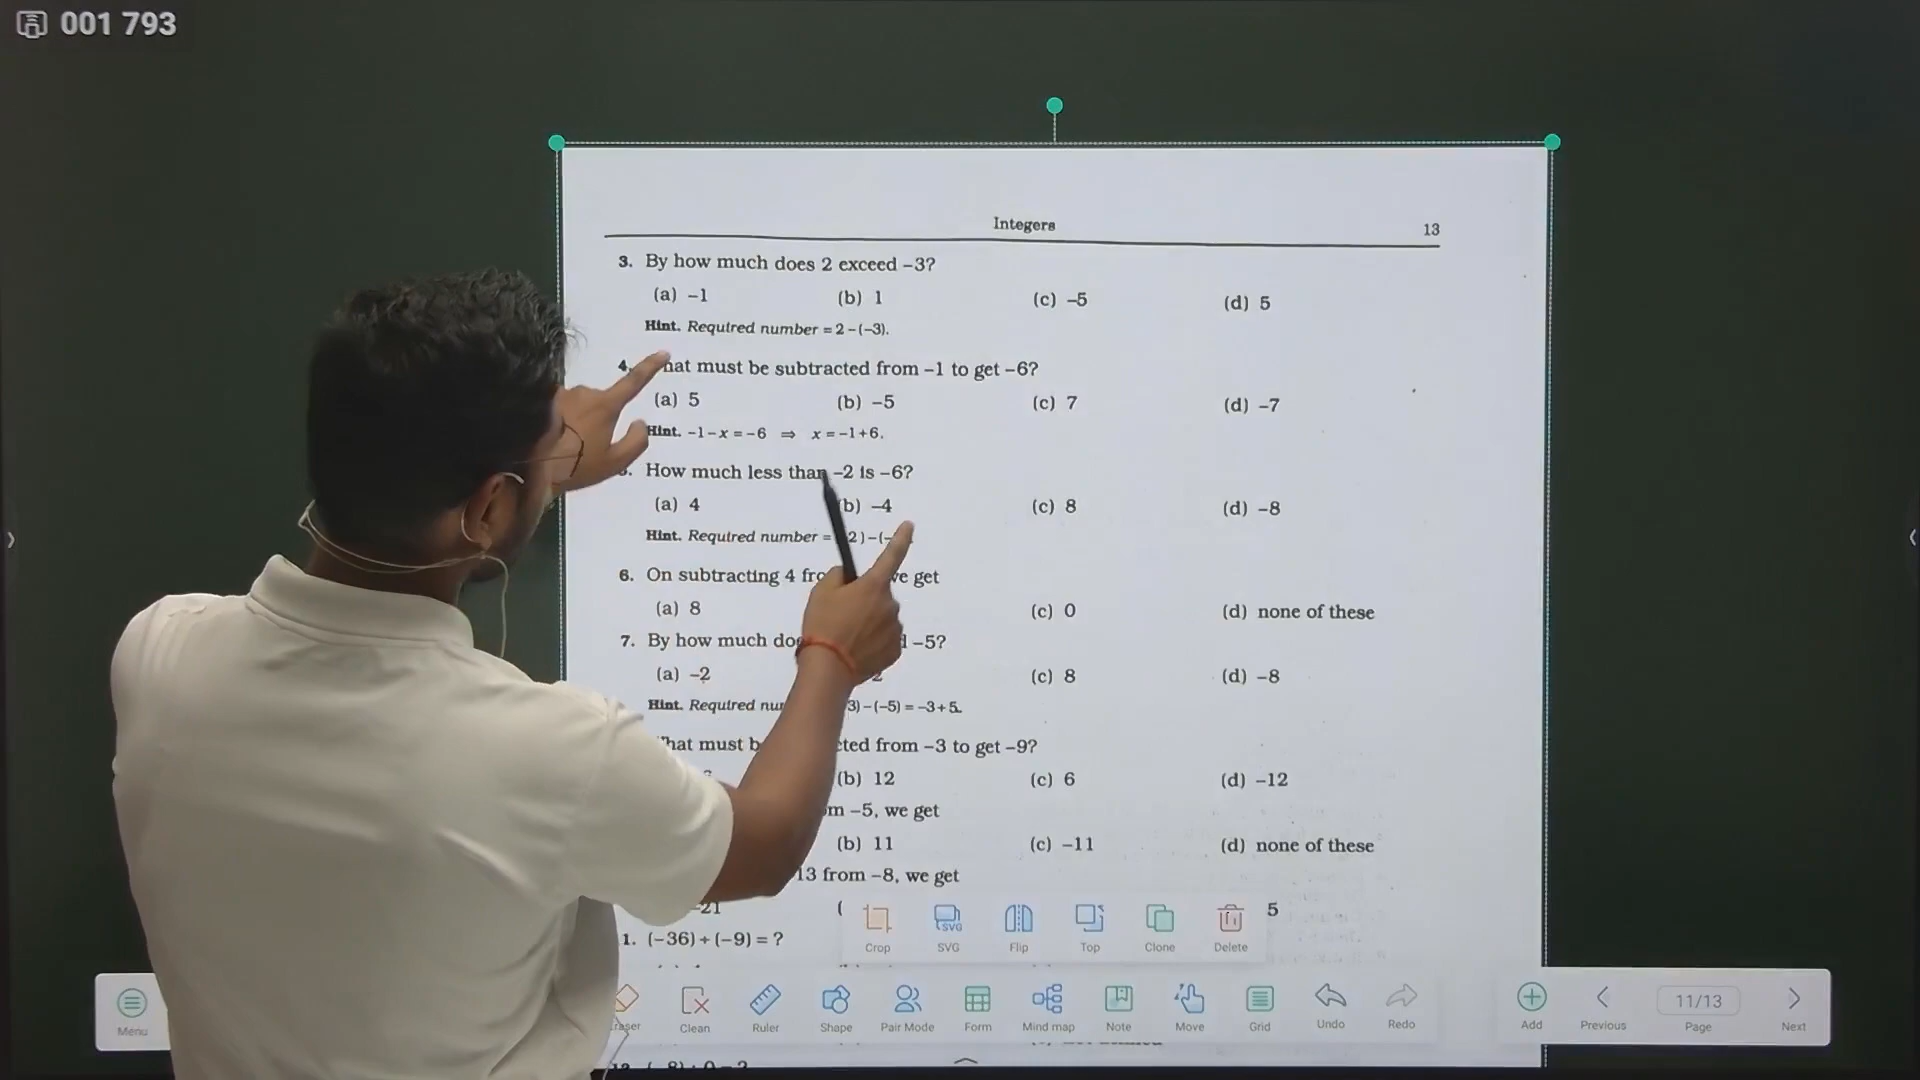 001 793
Integers 13
3. By how much does 2 exceed –3?
(a) –1 (b) 1 (c) –5 (d) 5
Hint. Required number = 2 – (–3).
4. hat must be subtracted from –1 to get –6?
(a) 5 (b) –5 (c) 7 (d) –7
Hint. –1 – x = –6 ⇒ x = –1 + 6.
How much less than –2 is –6?
(a) 4 (b) –4 (c) 8 (d) –8
Hint. Required number = 2) – (–
6. On subtracting 4 we get
(a) 8 (c) 0 (d) none of these
7. By how much –5?
(a) –2 (c) 8 (d) –8
Hint. Required 3) – (–5) = –3 + 5.
hat must from –3 to get –9?
(b) 12 (c) 6 (d) –12
–5, we get
(b) 11 (c) –11 (d) none of these
13 from –8, we get
–21 5
1. (–36) ÷ (–9) = ?
Crop SVG Flip Top Clone Delete
Menu Clean Ruler Shape Pair Mode Form Mind map Note Move Grid Undo Redo Add Previous 11/13 Page Next